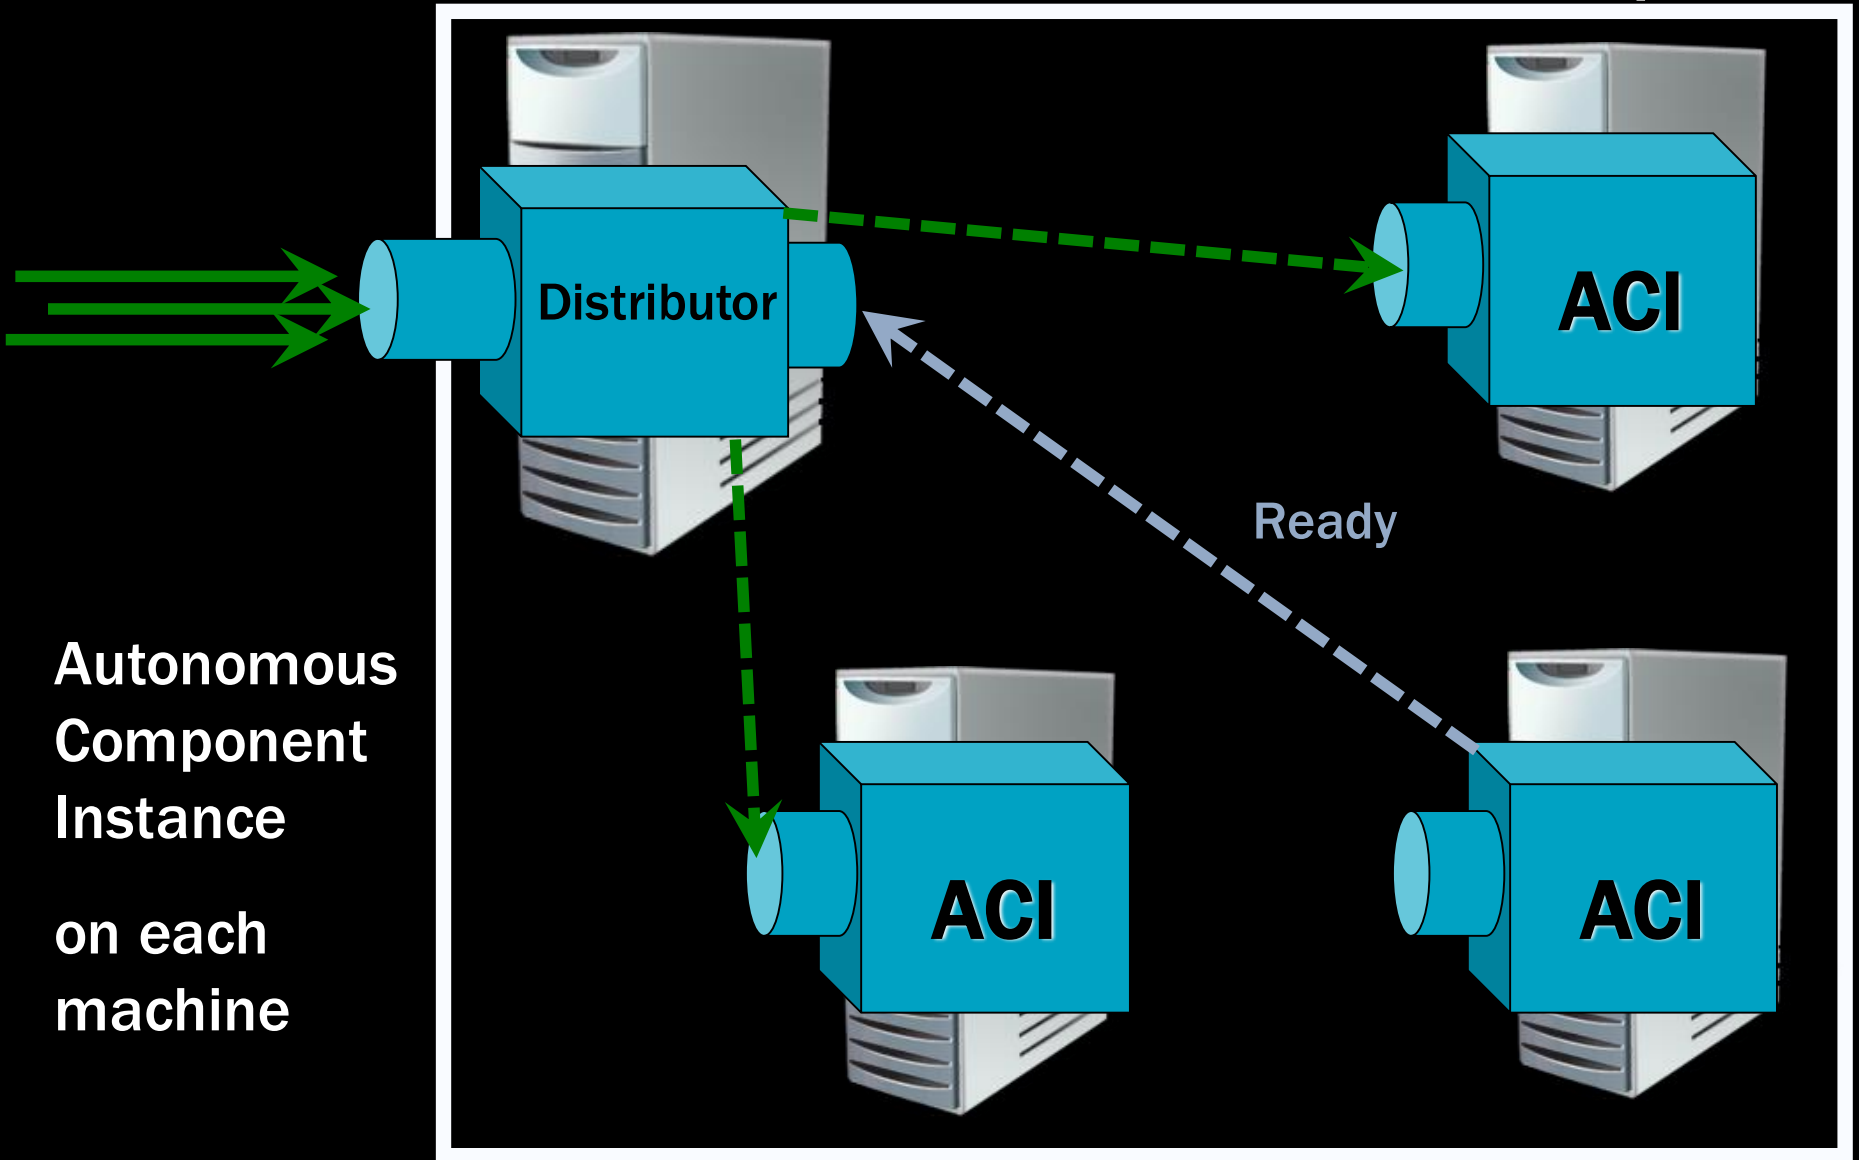 Distributor
ACI
Ready
Autonomous
Component
Instance
on each
machine
ACI
ACI